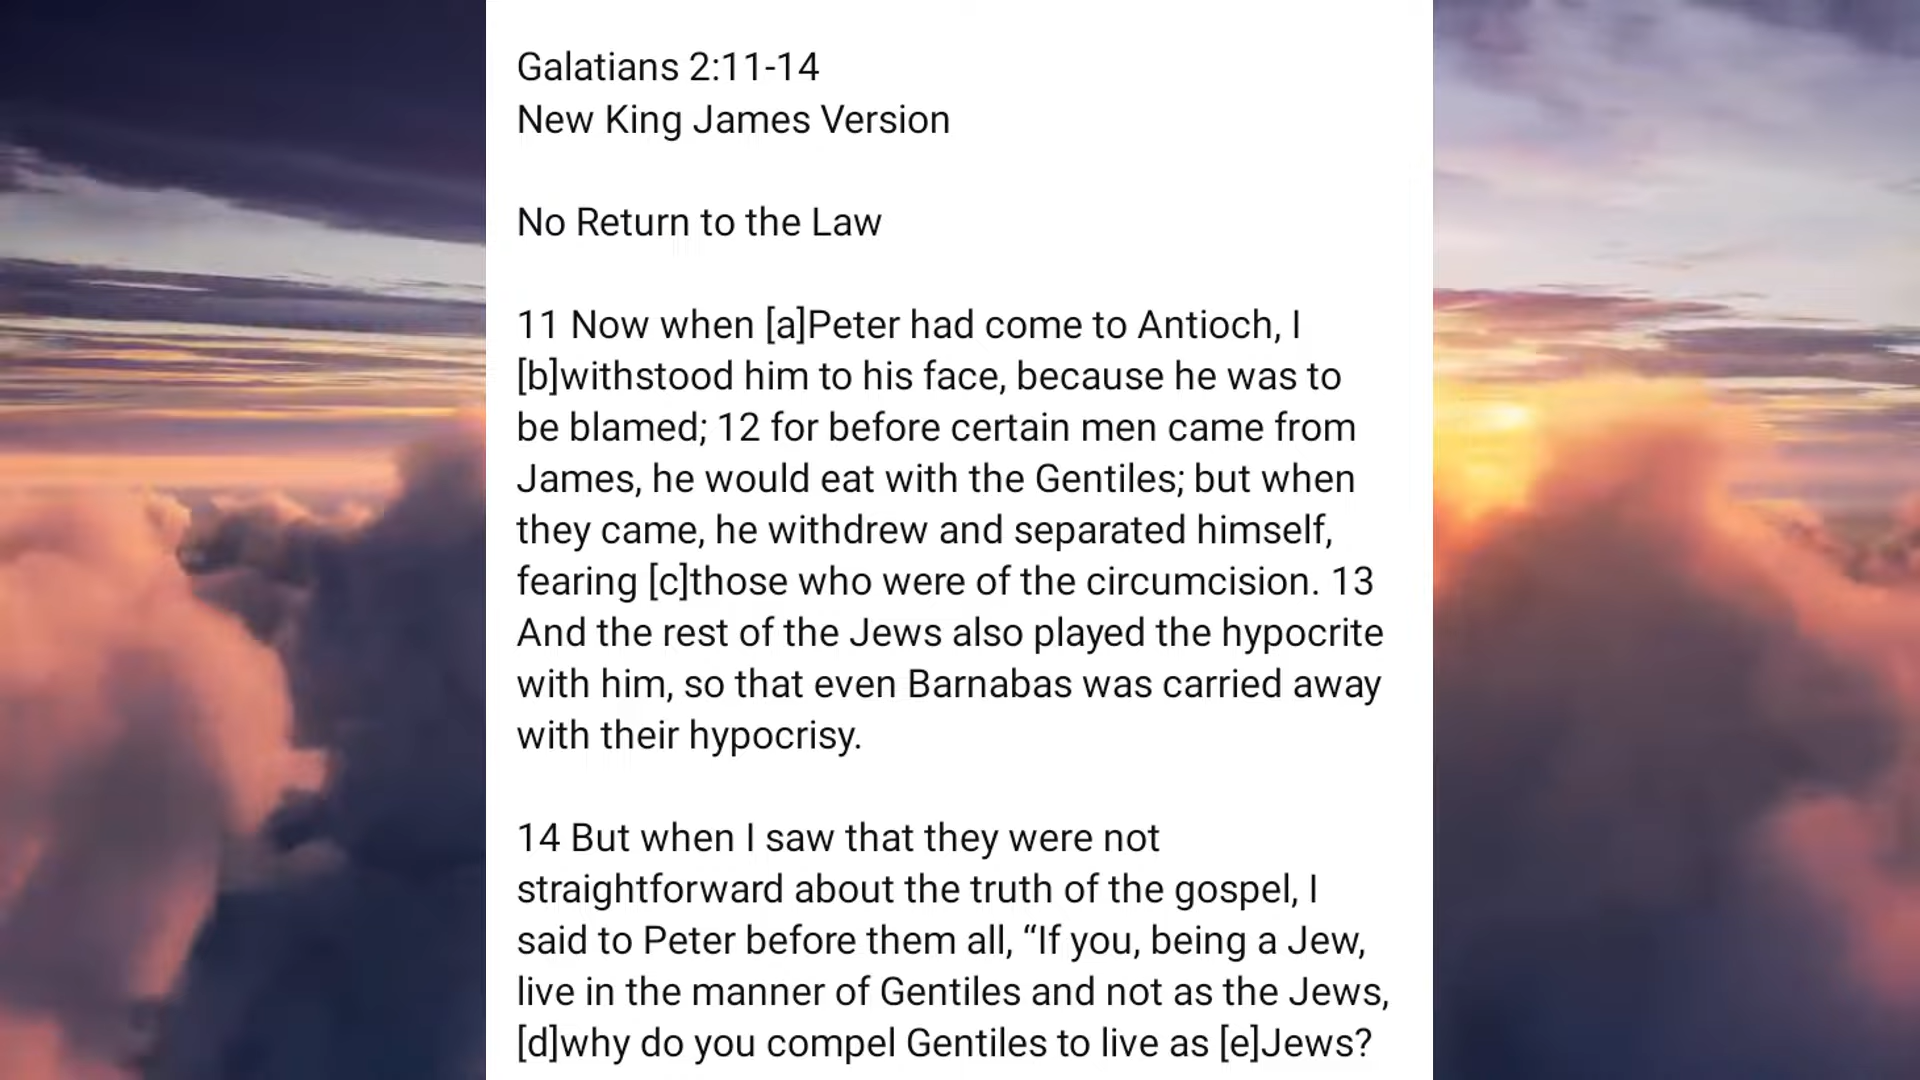 Galatians 2:11-14
New King James Version
No Return to the Law
11 Now when [a]Peter had come to Antioch, I
[b]withstood him to his face, because he was to
be blamed; 12 for before certain men came from
James, he would eat with the Gentiles; but when
they came, he withdrew and separated himself,
fearing [c]those who were of the circumcision. 13
And the rest of the Jews also played the hypocrite
with him, so that even Barnabas was carried away
with their hypocrisy.
14 But when I saw that they were not
straightforward about the truth of the gospel, I
said to Peter before them all, “If you, being a Jew,
live in the manner of Gentiles and not as the Jews,
[d]why do you compel Gentiles to live as [e]Jews?